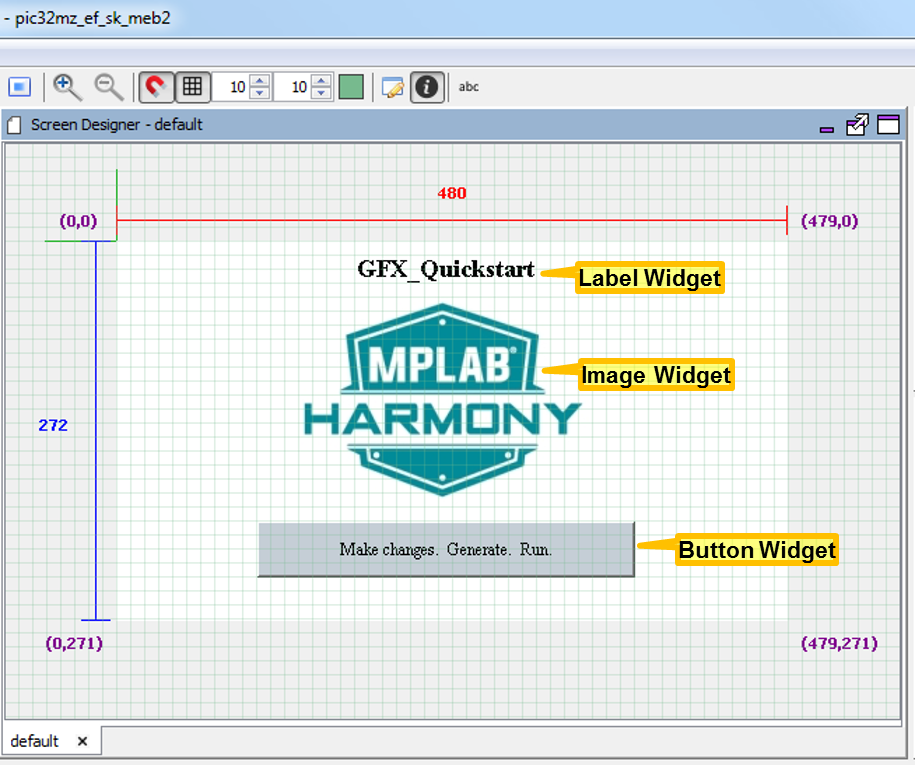 - pic32mz_ef_sk_meb2
10 10 abc
Screen Designer - default
480
(0,0) (479,0)
GFX_Quickstart Label Widget
MPLAB® Image Widget
HARMONY
272
Make changes. Generate. Run. Button Widget
(0,271) (479,271)
default